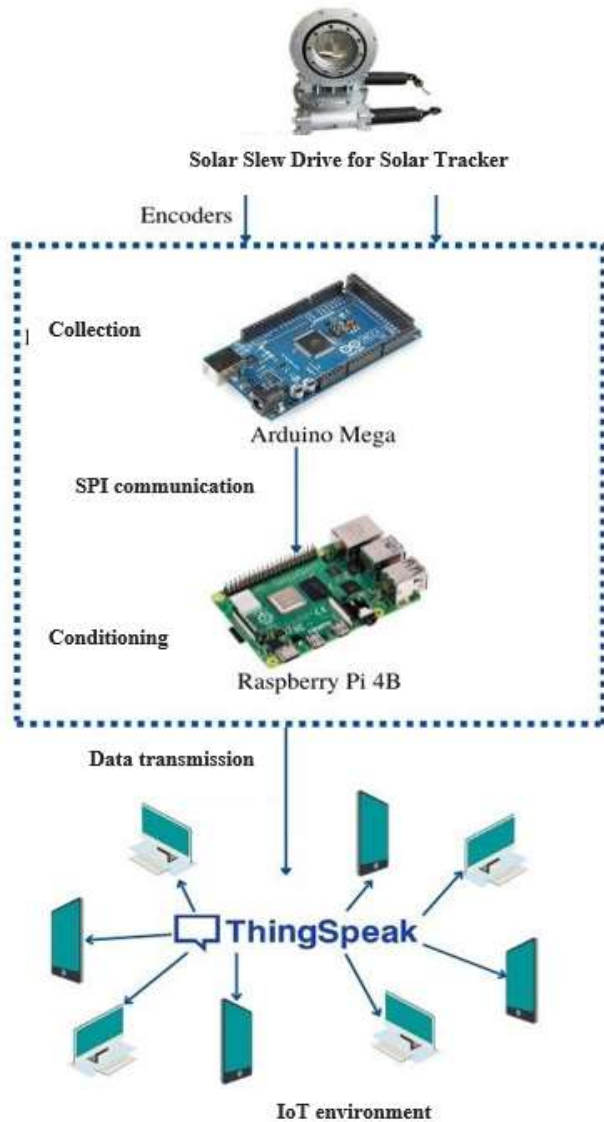 Solar Slew Drive for Solar Tracker
Encoders
Collection
Arduino Mega
SPI communication
Conditioning
Raspberry Pi 4B
Data transmission
ThingSpeak
IoT environment